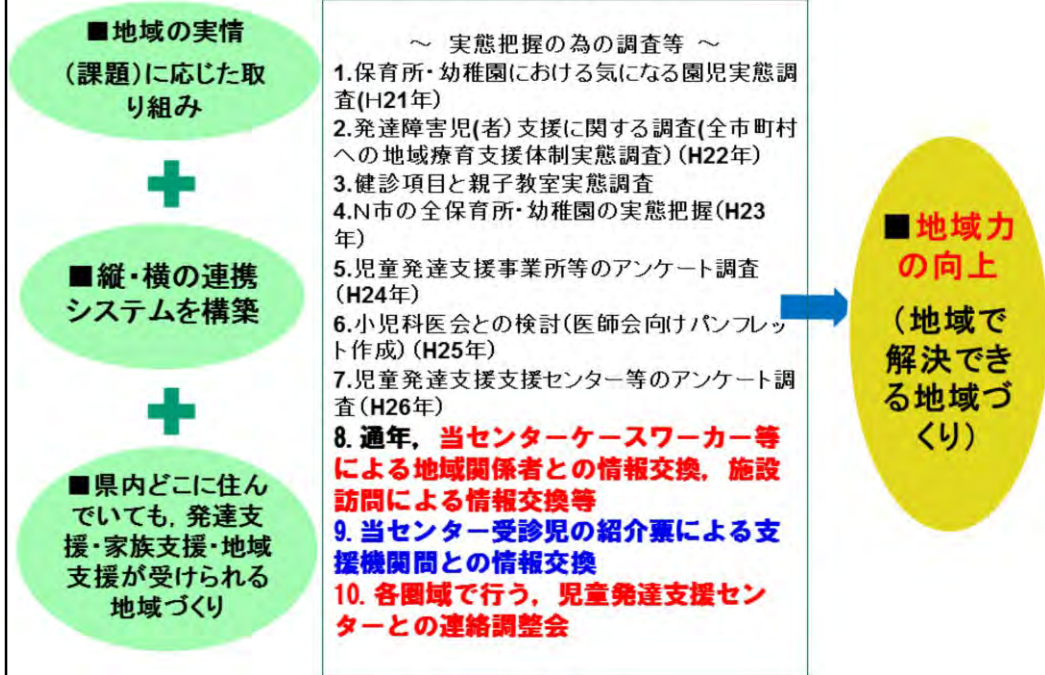 ■地域の実情
(課題)に応じた取
り組み
■縦・横の連携
システムを構築
■県内どこに住ん
でいても，発達支
援・家族支援・地域
支援が受けられる
地域づくり
～ 実態把握の為の調査等 ～
1.保育所・幼稚園における気になる園児実態調
査(H21年)
2.発達障害児(者)支援に関する調査(全市町村
への地域療育支援体制実態調査)(H22年)
3.健診項目と親子教室実態調査
4.N市の全保育所・幼稚園の実態把握(H23
年)
5.児童発達支援事業所等のアンケート調査
(H24年)
6.小児科医会との検討(医師会向けパンフレッ
ト作成)(H25年)
7.児童発達支援支援センター等のアンケート調
査(H26年)
8. 通年，当センターケースワーカー等
による地域関係者との情報交換，施設
訪問による情報交換等
9. 当センター受診児の紹介票による支
援機関間との情報交換
10. 各圏域で行う，児童発達支援セン
ターとの連絡調整会
■地域力
の向上
(地域で
解決でき
る地域づ
くり)